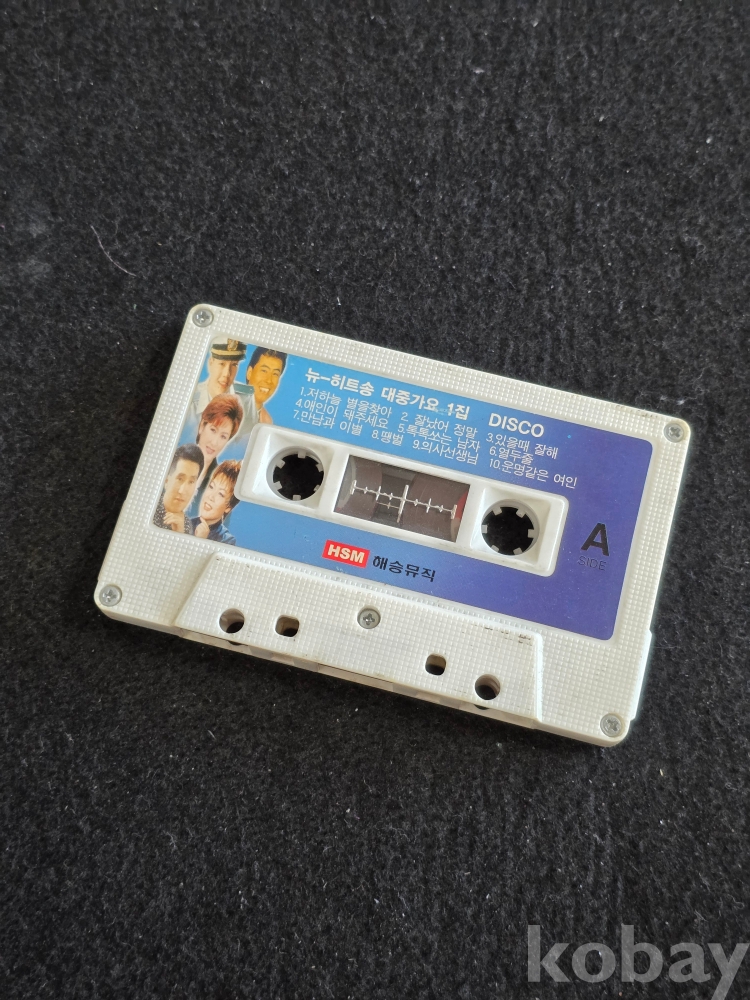 뉴-히트송 대중가요 1집 DISCO
1.저하늘 별을찾아 2. 잘났어 정말 3.있을때 잘해
4.애인이 돼주세요 5.톡톡쏘는 남자 6.열두줄
7.만남과 이별 8.땡벌 9.의사선생님 10.운명같은 여인
A
SIDE
HSM 해승뮤직
kobay